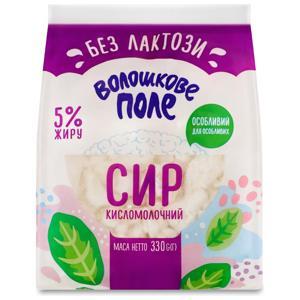 БЕЗ ЛАКТОЗИ
ВОЛОШКОВЕ
ПОЛЕ
5%
ЖИРУ
ОСОБЛИВИЙ
ДЛЯ ОСОБЛИВИХ
СИР
КИСЛОМОЛОЧНИЙ
МАСА НЕТТО 330 G(Г)